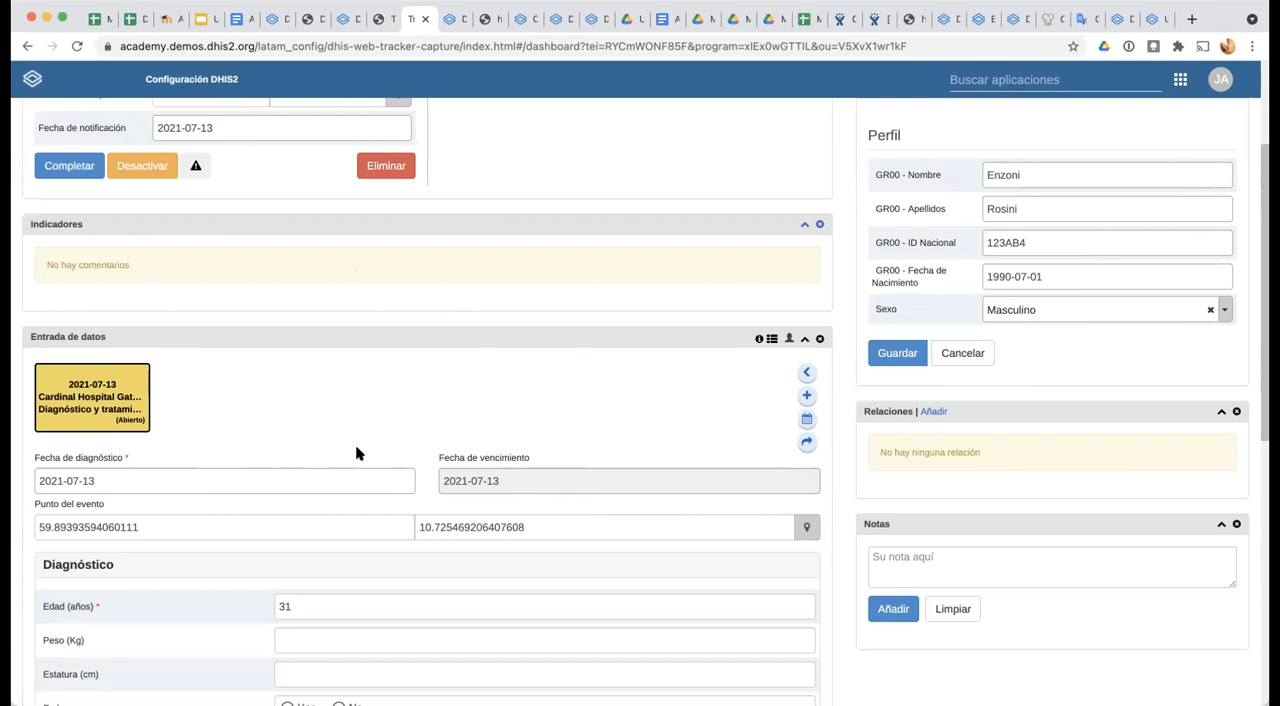 academy.demos.dhis2.org/latam_config/dhis-web-tracker-capture/index.html#/dashboard?tei=RYCmWONF85F&program=xlEx0wGTTIL&ou=V5XvX1wr1kF
Configuración DHIS2
Buscar aplicaciones
JA
Fecha de notificación
2021-07-13
Completar
Desactivar
Eliminar
Indicadores
No hay comentarios
Entrada de datos
2021-07-13
Cardinal Hospital Gat...
Diagnóstico y tratami...
(Abierto)
Fecha de diagnóstico *
Fecha de vencimiento
2021-07-13
2021-07-13
Punto del evento
59.89393594060111
10.725469206407608
Diagnóstico
Edad (años) *
31
Peso (Kg)
Estatura (cm)
Perfil
GR00 - Nombre
Enzoni
GR00 - Apellidos
Rosini
GR00 - ID Nacional
123AB4
GR00 - Fecha de
Nacimiento
1990-07-01
Sexo
Masculino
Guardar
Cancelar
Relaciones | Añadir
No hay ninguna relación
Notas
Su nota aquí
Añadir
Limpiar